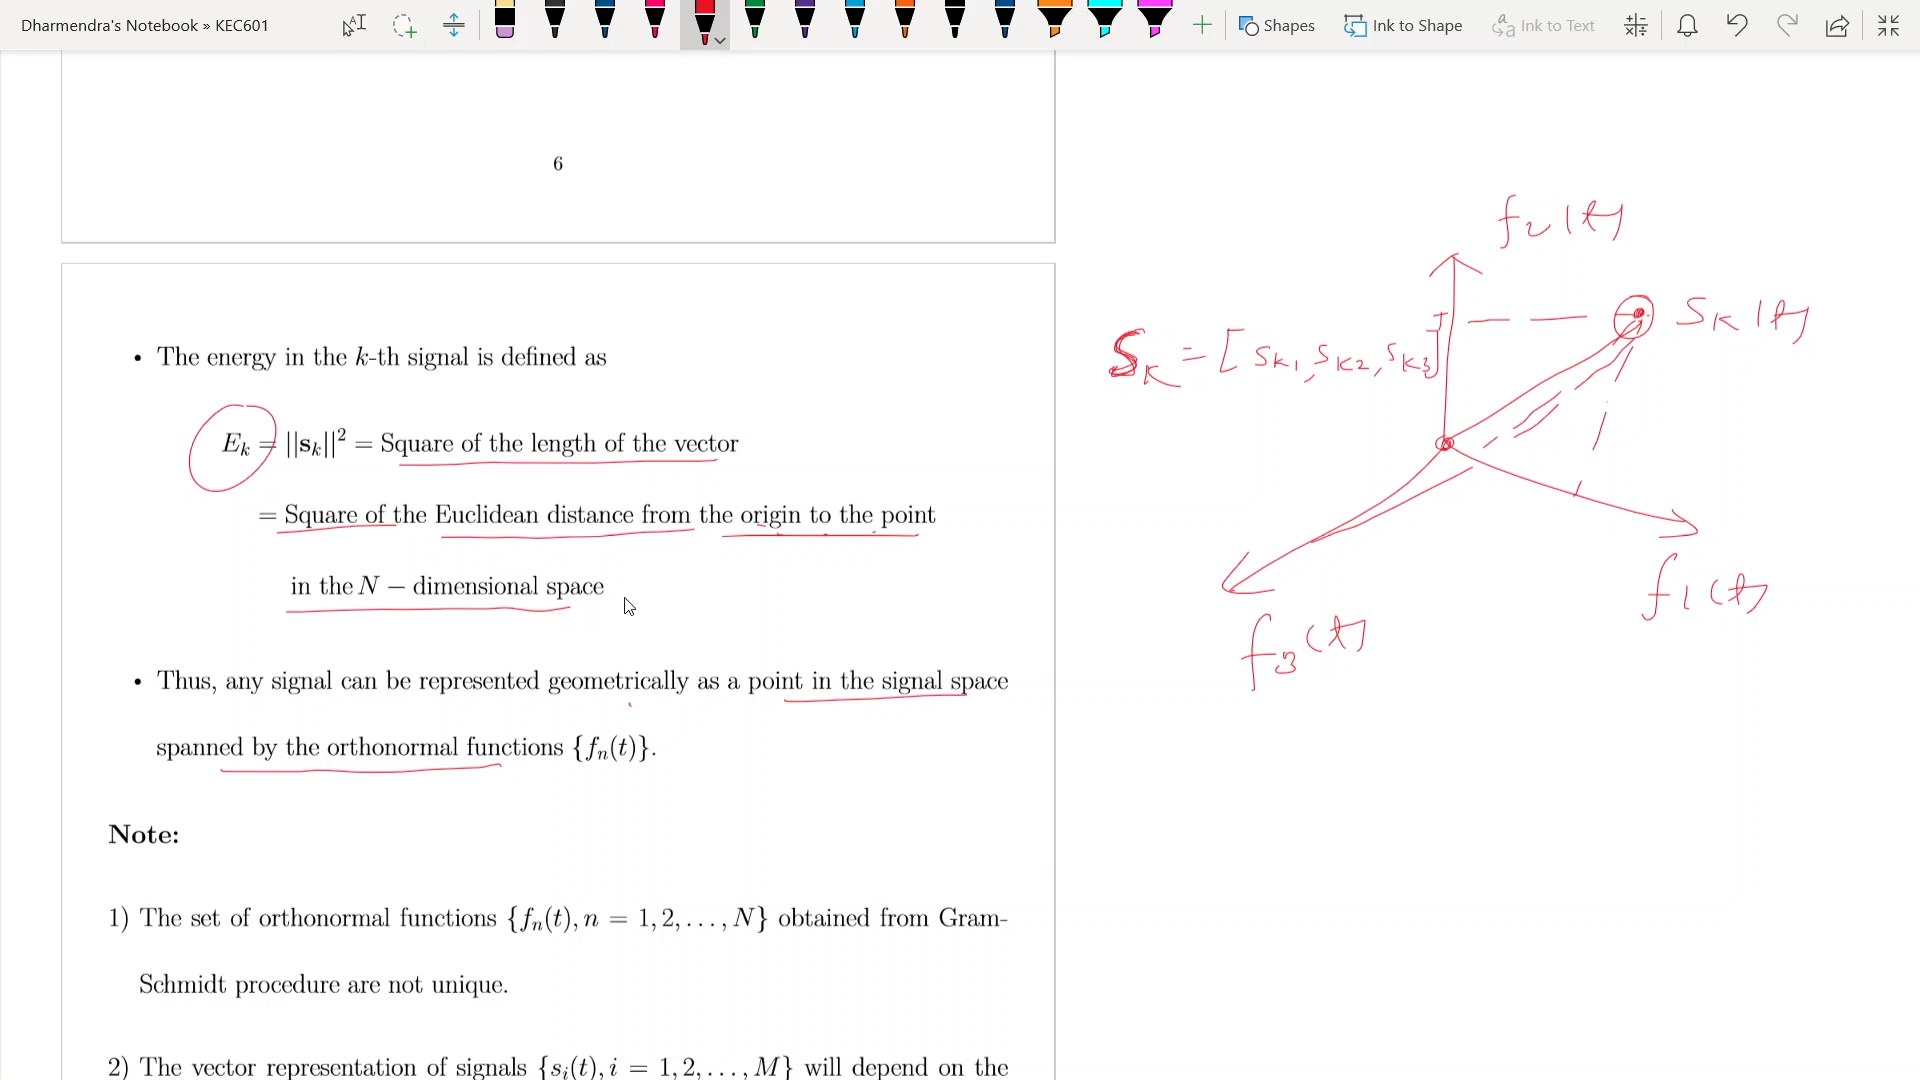 Dharmendra's Notebook » KEC601
Shapes
Ink to Shape
Ink to Text
6
• The energy in the k-th signal is defined as
E_k = ||s_k||² = Square of the length of the vector
= Square of the Euclidean distance from the origin to the point
in the N − dimensional space
• Thus, any signal can be represented geometrically as a point in the signal space
spanned by the orthonormal functions {f_n(t)}.
Note:
1) The set of orthonormal functions {f_n(t), n = 1, 2, . . . , N} obtained from Gram-
Schmidt procedure are not unique.
2) The vector representation of signals {s_i(t), i = 1, 2, . . . , M} will depend on the
f_2(t)
S_K(t)
S_K = [S_K1, S_K2, S_K3]
f_1(t)
f_3(t)